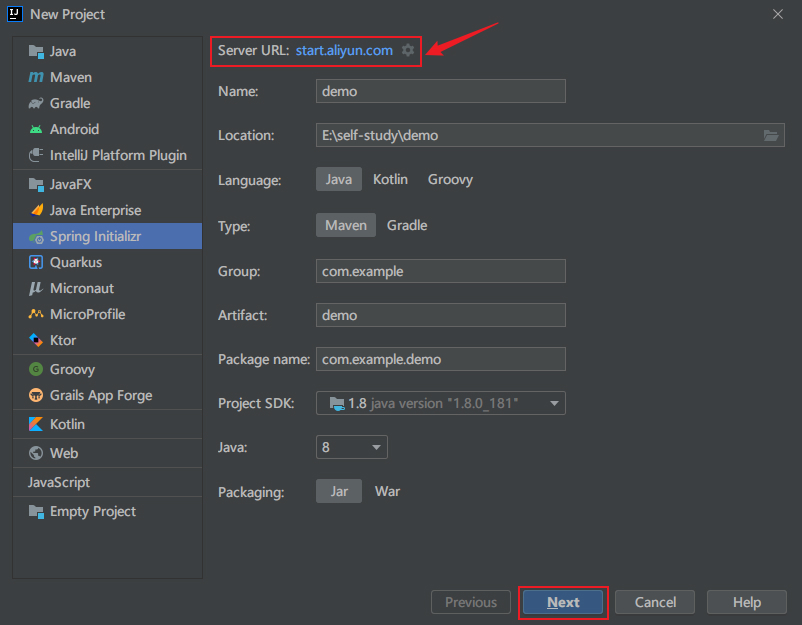 New Project
Java
Maven
Gradle
Android
IntelliJ Platform Plugin
JavaFX
Java Enterprise
Spring Initializr
Quarkus
Micronaut
MicroProfile
Ktor
Groovy
Grails App Forge
Kotlin
Web
JavaScript
Empty Project
Server URL: start.aliyun.com
Name: demo
Location: E:\self-study\demo
Language: Java Kotlin Groovy
Type: Maven Gradle
Group: com.example
Artifact: demo
Package name: com.example.demo
Project SDK: 1.8 java version "1.8.0_181"
Java: 8
Packaging: Jar War
Previous Next Cancel Help